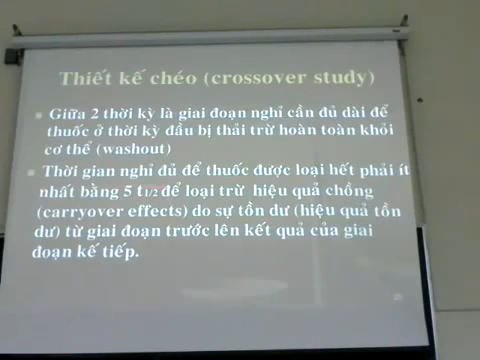 Thiết kế chéo (crossover study)
Giữa 2 thời kỳ là giai đoạn nghỉ cần đủ dài để
thuốc ở thời kỳ đầu bị thải trừ hoàn toàn khỏi
cơ thể (washout)
Thời gian nghỉ đủ để thuốc được loại hết phải ít
nhất bằng 5 t1/2 để loại trừ hiệu quả chồng
(carryover effects) do sự tồn dư (hiệu quả tồn
dư) từ giai đoạn trước lên kết quả của giai
đoạn kế tiếp.